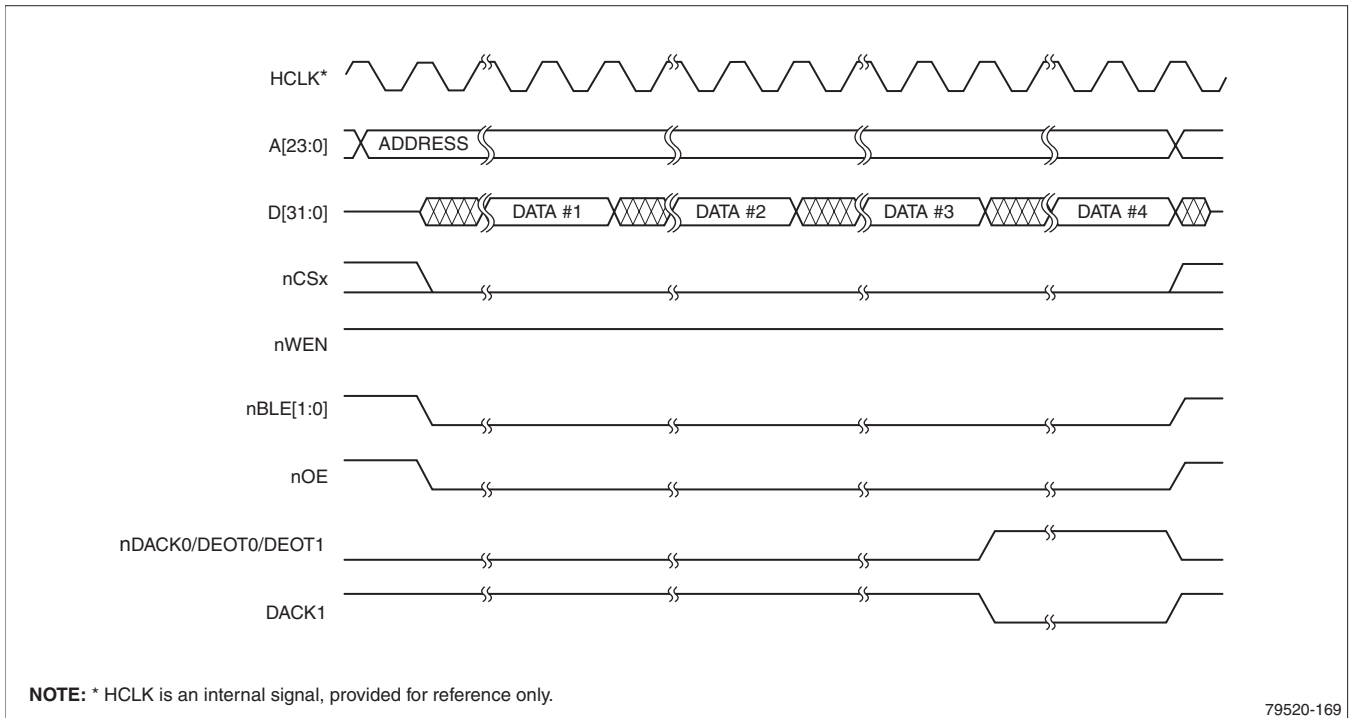 HCLK*
A[23:0]
ADDRESS
D[31:0]
DATA #1
DATA #2
DATA #3
DATA #4
nCSx
nWEN
nBLE[1:0]
nOE
nDACK0/DEOT0/DEOT1
DACK1
NOTE: * HCLK is an internal signal, provided for reference only.
79520-169